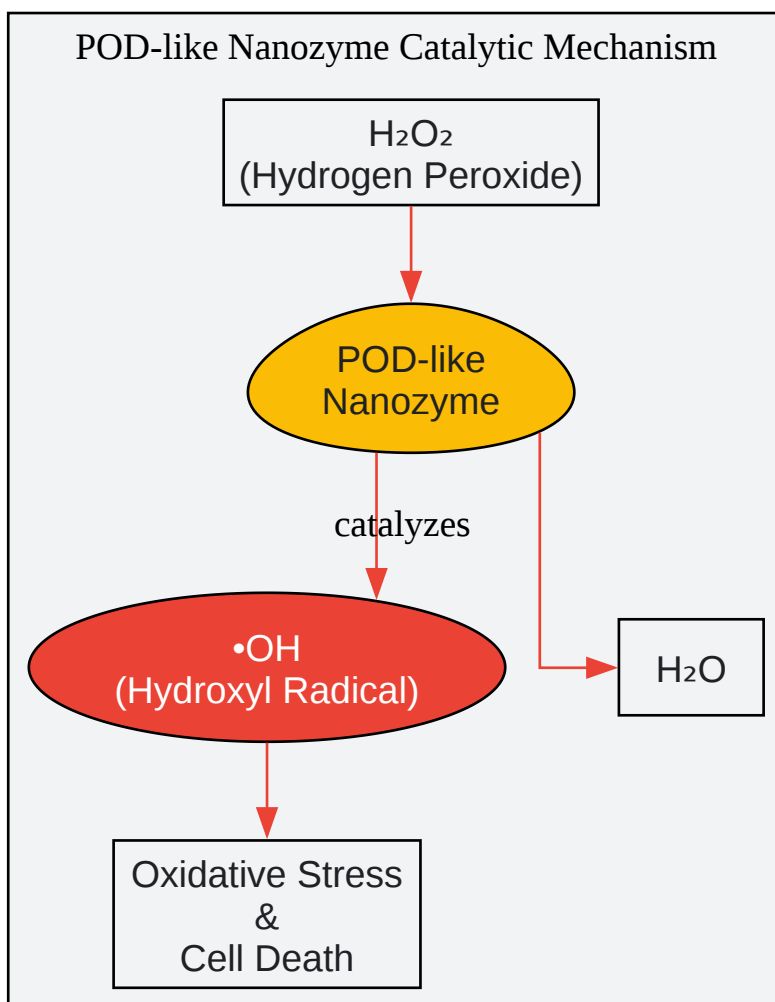 POD-like Nanozyme Catalytic Mechanism
H₂O₂
(Hydrogen Peroxide)
POD-like
Nanozyme
catalyzes
•OH
(Hydroxyl Radical)
H₂O
Oxidative Stress
&
Cell Death